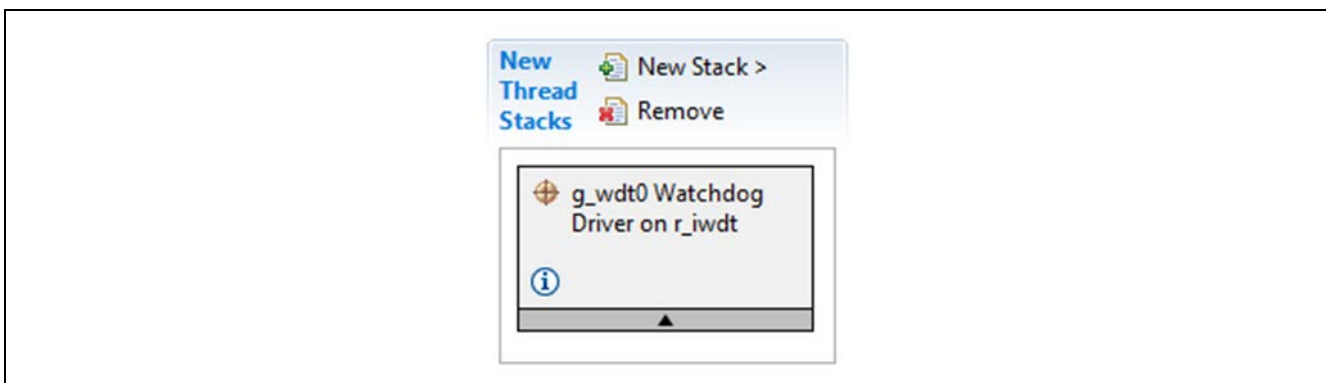 New
Thread
Stacks
New Stack >
Remove
g_wdt0 Watchdog
Driver on r_iwdt